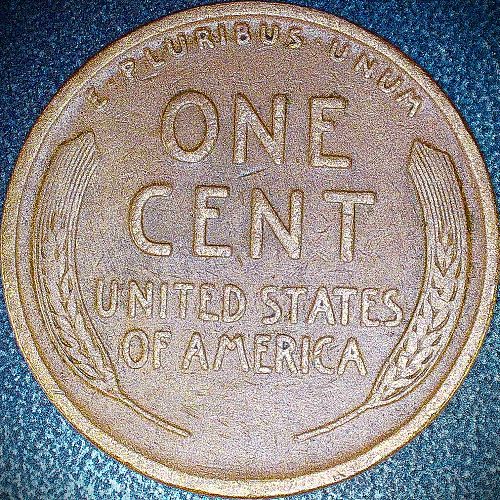 E · PLURIBUS · UNUM
ONE
CENT
UNITED STATES
OF AMERICA